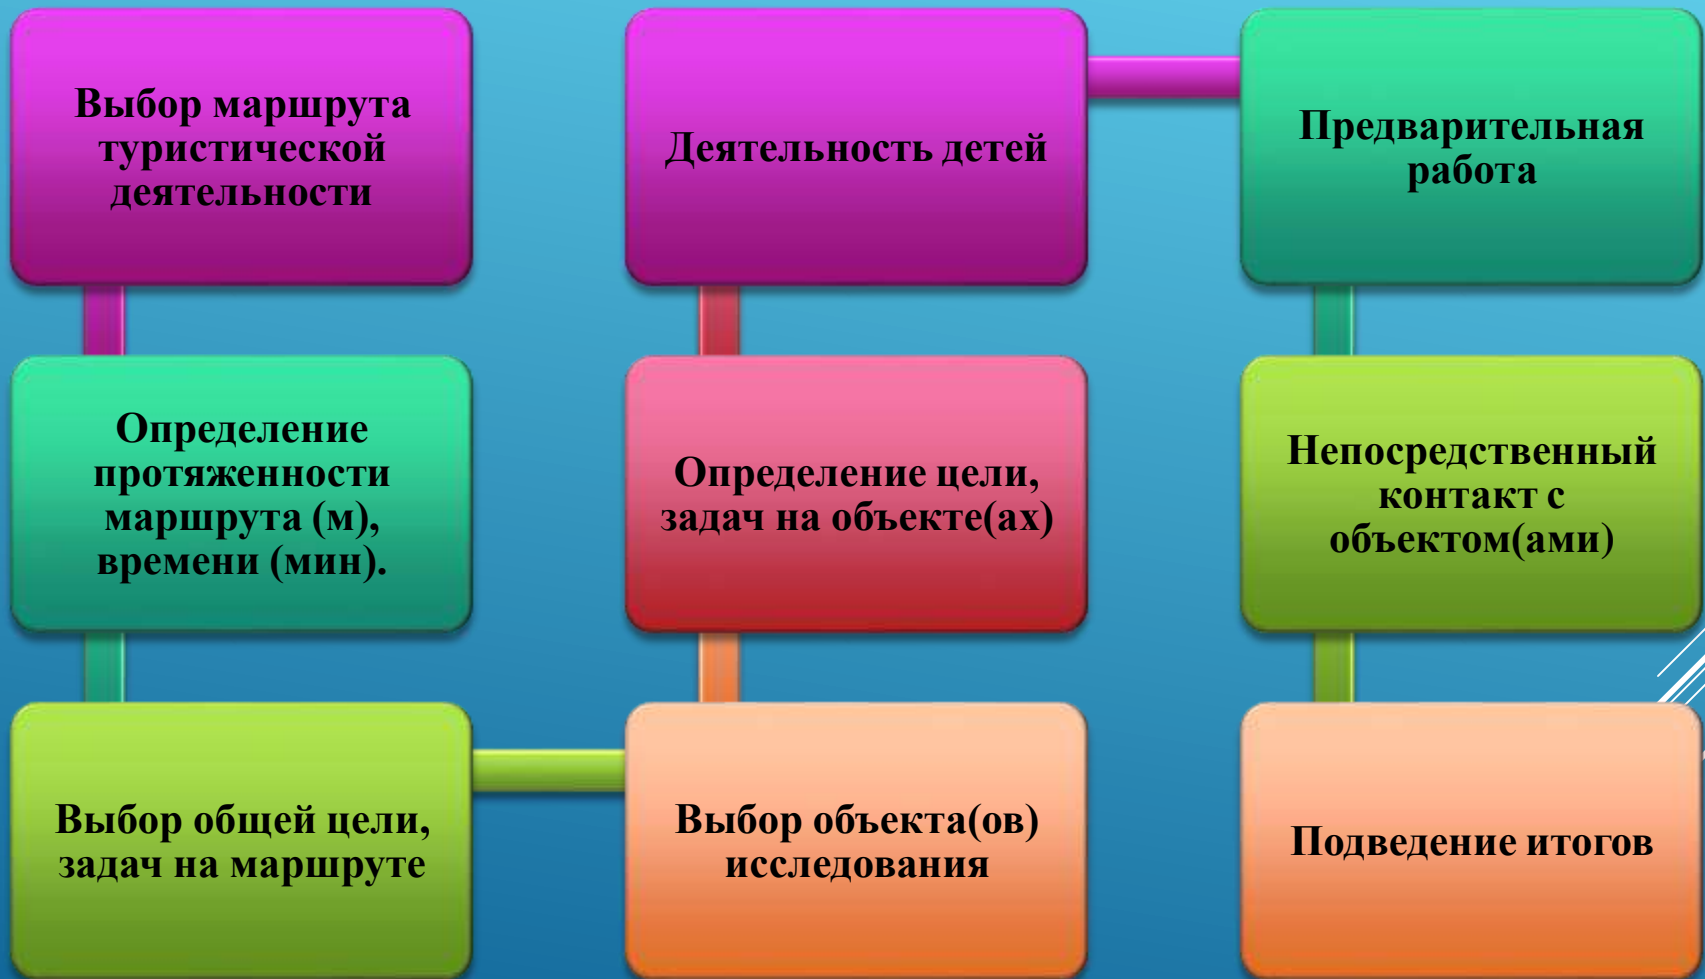 Выбор маршрута
туристической
деятельности
Определение
протяженности
маршрута (м),
времени (мин).
Выбор общей цели,
задач на маршруте
Выбор объекта(ов)
исследования
Определение цели,
задач на объекте(ах)
Деятельность детей
Предварительная
работа
Непосредственный
контакт с
объектом(ами)
Подведение итогов